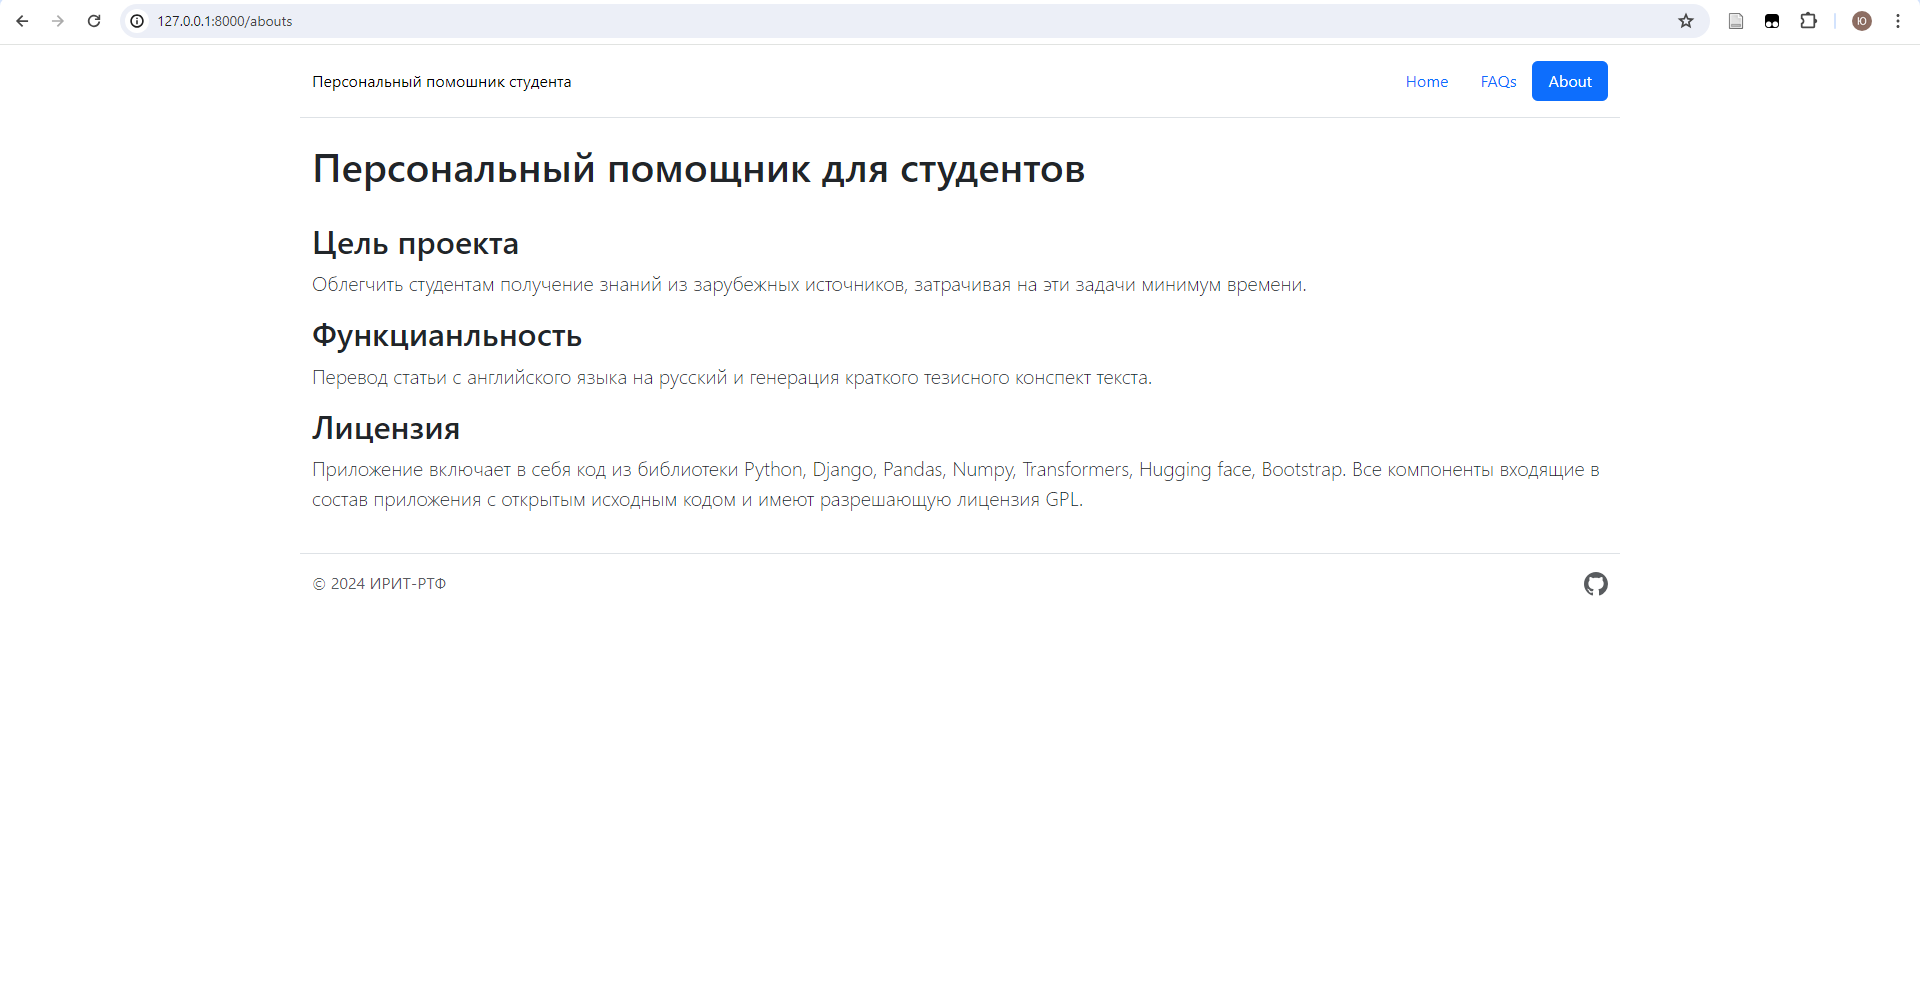 127.0.0.1:8000/abouts
Ю
Персональный помошник студента
Home FAQs About
Персональный помощник для студентов
Цель проекта
Облегчить студентам получение знаний из зарубежных источников, затрачивая на эти задачи минимум времени.
Функцианльность
Перевод статьи с английского языка на русский и генерация краткого тезисного конспект текста.
Лицензия
Приложение включает в себя код из библиотеки Python, Django, Pandas, Numpy, Transformers, Hugging face, Bootstrap. Все компоненты входящие в
состав приложения с открытым исходным кодом и имеют разрешающую лицензия GPL.
© 2024 ИРИТ-РТФ